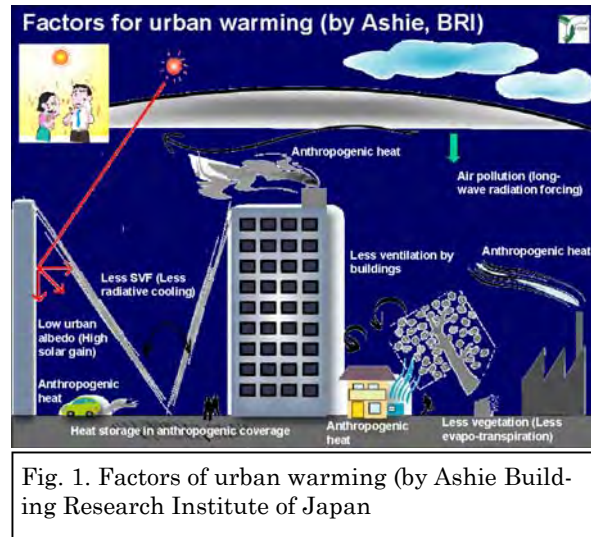 Factors for urban warming (by Ashie, BRI)
Anthropogenic heat
Air pollution (long-
wave radiation forcing)
Less ventilation by
buildings
Anthropogenic heat
Less SVF (Less
radiative cooling)
Low urban
albedo (High
solar gain)
Anthropogenic
heat
Heat storage in anthropogenic coverage
Anthropogenic
heat
Less vegetation (Less
evapo-transpiration)
Fig. 1. Factors of urban warming (by Ashie Build-
ing Research Institute of Japan